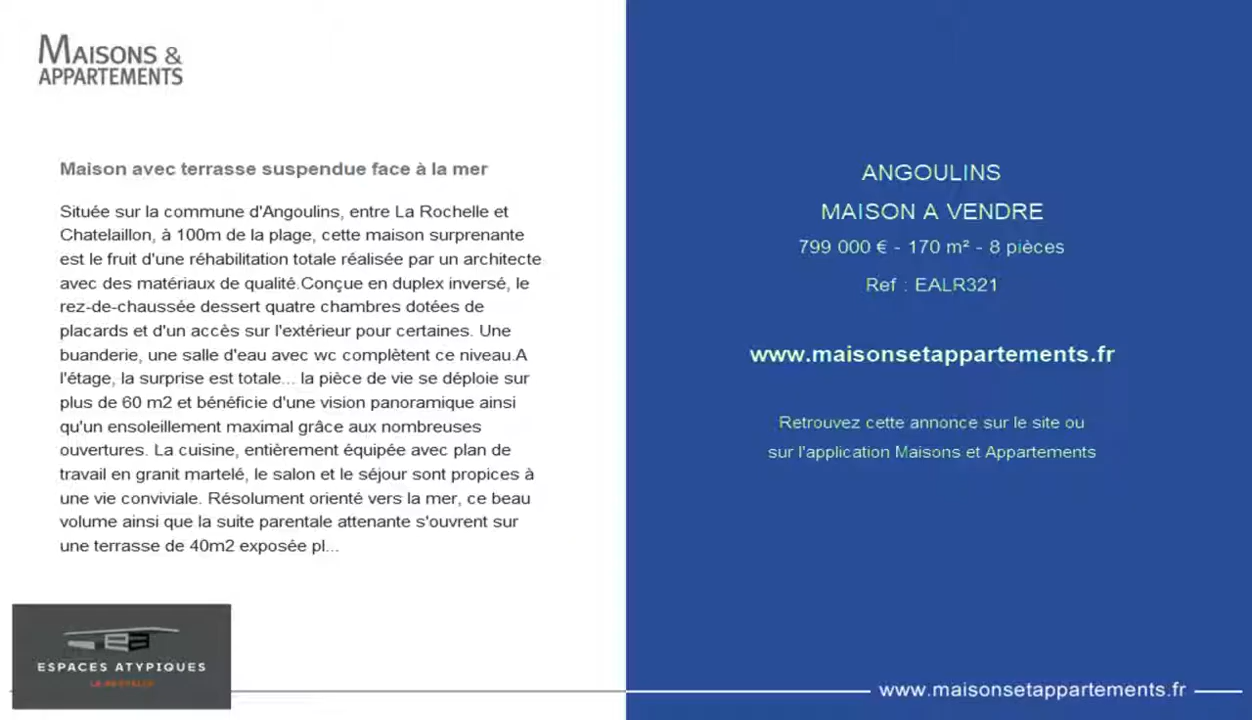 MAISONS &
APPARTEMENTS
Maison avec terrasse suspendue face à la mer
Située sur la commune d'Angoulins, entre La Rochelle et
Chatelaillon, à 100m de la plage, cette maison surprenante
est le fruit d'une réhabilitation totale réalisée par un architecte
avec des matériaux de qualité.Conçue en duplex inversé, le
rez-de-chaussée dessert quatre chambres dotées de
placards et d'un accès sur l'extérieur pour certaines. Une
buanderie, une salle d'eau avec wc complètent ce niveau.A
l'étage, la surprise est totale... la pièce de vie se déploie sur
plus de 60 m2 et bénéficie d'une vision panoramique ainsi
qu'un ensoleillement maximal grâce aux nombreuses
ouvertures. La cuisine, entièrement équipée avec plan de
travail en granit martelé, le salon et le séjour sont propices à
une vie conviviale. Résolument orienté vers la mer, ce beau
volume ainsi que la suite parentale attenante s'ouvrent sur
une terrasse de 40m2 exposée pl...
ESPACES ATYPIQUES
LA ROCHELLE
ANGOULINS
MAISON A VENDRE
799 000 € - 170 m² - 8 pièces
Ref : EALR321
www.maisonsetappartements.fr
Retrouvez cette annonce sur le site ou
sur l'application Maisons et Appartements
www.maisonsetappartements.fr